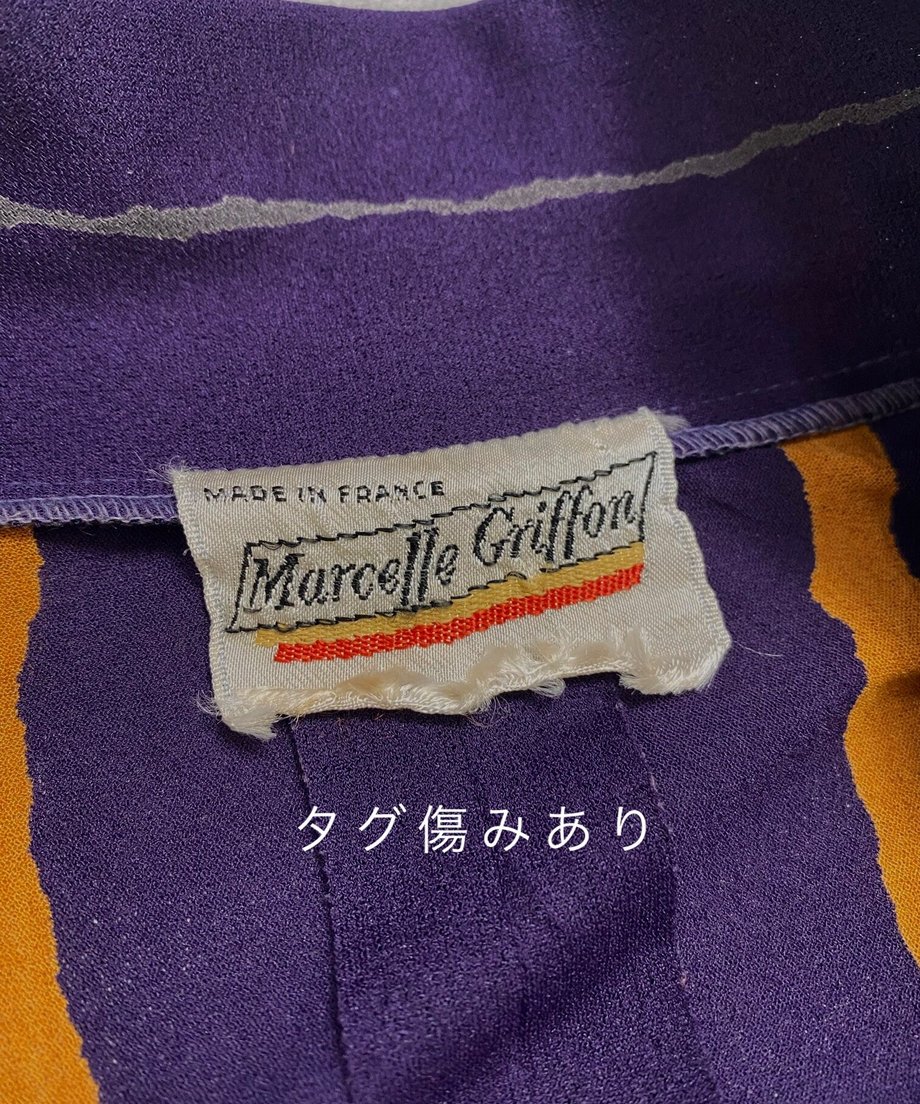 MADE IN FRANCE
Marcelle Griffon
タグ傷みあり